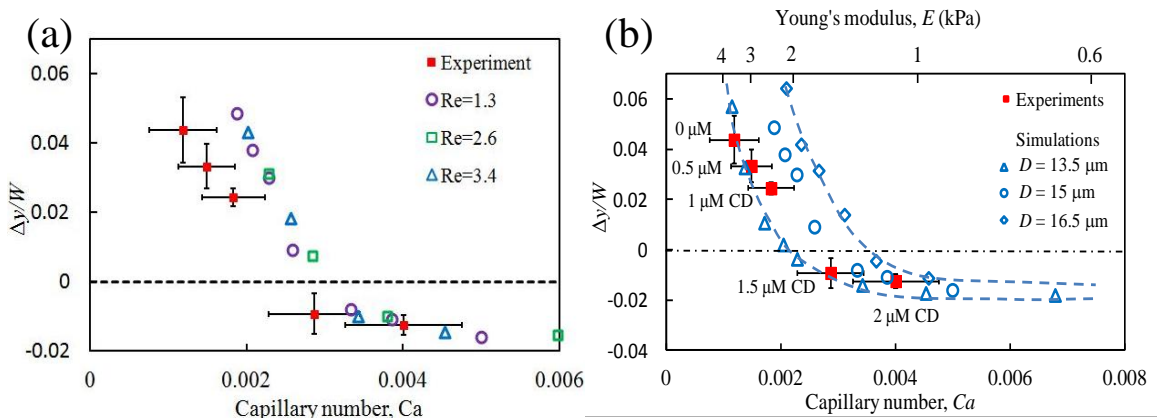 (a)
0.06
0.04
0.02
0
-0.02
Δy/W
0
0.002
0.004
0.006
Capillary number, Ca
Experiment
Re=1.3
Re=2.6
Re=3.4
(b)
Young's modulus, E (kPa)
4 3 2 1 0.6
0.06
0.04
0.02
0
-0.02
-0.04
Δy/W
0
0.002
0.004
0.006
0.008
Capillary number, Ca
0 μM
0.5 μM
1 μM CD
1.5 μM CD
2 μM CD
Experiments
Simulations
D = 13.5 μm
D = 15 μm
D = 16.5 μm